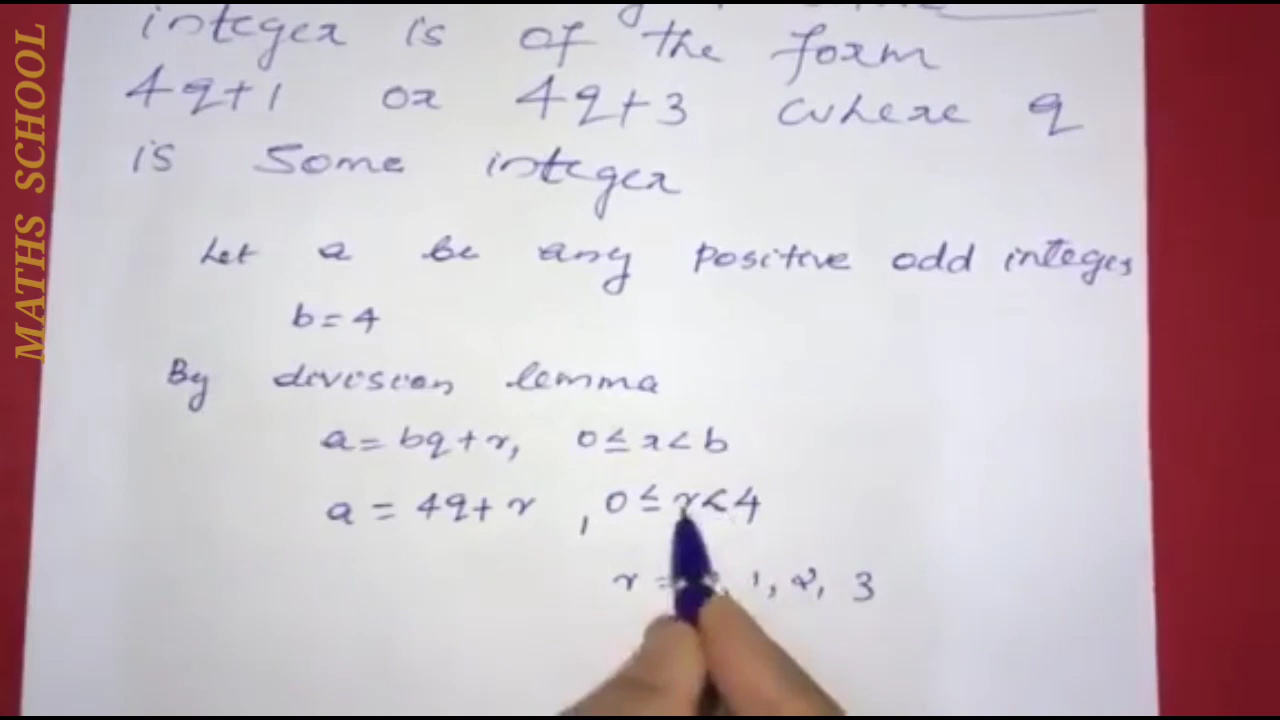 MATHS SCHOOL
integer is of the form
4q+1 or 4q+3 where q
is some integer
Let a be any positive odd integer
b=4
By division lemma
a=bq+r, 0≤r<b
a=4q+r , 0≤r<4
r = 1, 2, 3